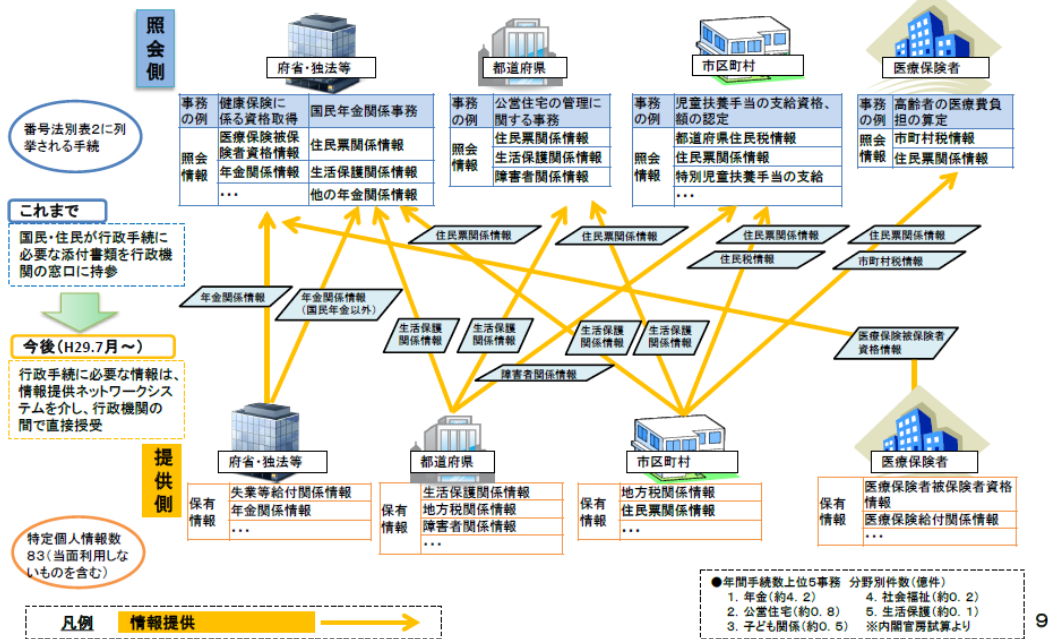 照会側
府省・独法等
都道府県
市区町村
医療保険者
番号法別表2に列
挙される手続
事務の例
健康保険に
係る資格取得
国民年金関係事務
照会情報
医療保険被保
険者資格情報
住民票関係情報
年金関係情報
生活保護関係情報
・・・
他の年金関係情報
事務の例
公営住宅の管理に
関する事務
照会情報
住民票関係情報
生活保護関係情報
障害者関係情報
事務の例
児童扶養手当の支給資格、
額の認定
照会情報
都道府県住民税情報
住民票関係情報
特別児童扶養手当の支給
・・・
事務の例
高齢者の医療費負
担の算定
照会情報
市町村税情報
住民票関係情報
これまで
国民・住民が行政手続に
必要な添付書類を行政機
関の窓口に持参
今後(H29.7月～)
行政手続に必要な情報は、
情報提供ネットワークシス
テムを介し、行政機関の
間で直接授受
住民票関係情報
住民票関係情報
住民票関係情報
住民税情報
住民票関係情報
市町村税情報
年金関係情報
年金関係情報
(国民年金以外)
生活保護
関係情報
生活保護
関係情報
生活保護
関係情報
生活保護
関係情報
医療保険被保険者
資格情報
障害者関係情報
提供側
府省・独法等
都道府県
市区町村
医療保険者
保有情報
失業等給付関係情報
年金関係情報
・・・
保有情報
生活保護関係情報
地方税関係情報
障害者関係情報
・・・
保有情報
地方税関係情報
住民票関係情報
・・・
保有情報
医療保険者被保険者資格
情報
医療保険給付関係情報
・・・
特定個人情報数
83(当面利用しな
いものを含む)
凡例 情報提供
●年間手続数上位5事務 分野別件数(億件)
1. 年金(約4.2) 4. 社会福祉(約0.2)
2. 公営住宅(約0.8) 5. 生活保護(約0.1)
3. 子ども関係(約0.5) ※内閣官房試算より
9